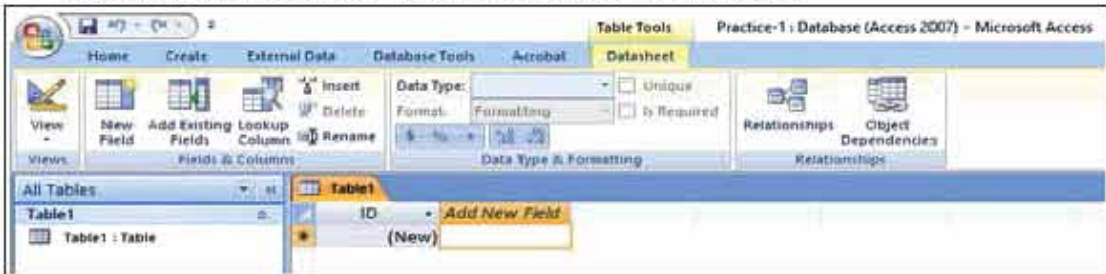 Table Tools Practice-1 : Database (Access 2007) - Microsoft Access
Home Create External Data Database Tools Acrobat Datasheet
View
New Field
Add Existing Fields
Lookup Column
Insert
Delete
Rename
Data Type:
Format: Formatting
$ % ,
Unique
Is Required
Relationships
Object Dependencies
Views Fields & Columns Data Type & Formatting Relationships
All Tables
Table1
Table1 : Table
Table1
ID Add New Field
(New)